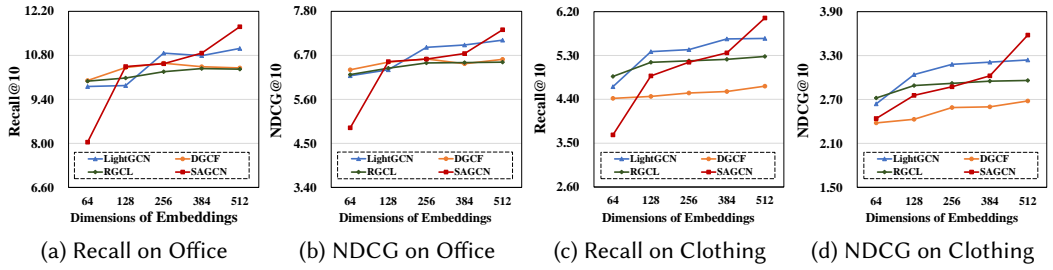 Recall@10
12.20
10.80
9.40
8.00
6.60
LightGCN DGCF
RGCL SAGCN
64 128 256 384 512
Dimensions of Embeddings
(a) Recall on Office
NDCG@10
7.80
6.70
5.60
4.50
3.40
LightGCN DGCF
RGCL SAGCN
64 128 256 384 512
Dimensions of Embeddings
(b) NDCG on Office
Recall@10
6.20
5.30
4.40
3.50
2.60
LightGCN DGCF
RGCL SAGCN
64 128 256 384 512
Dimensions of Embeddings
(c) Recall on Clothing
NDCG@10
3.90
3.30
2.70
2.10
1.50
LightGCN DGCF
RGCL SAGCN
64 128 256 384 512
Dimensions of Embeddings
(d) NDCG on Clothing